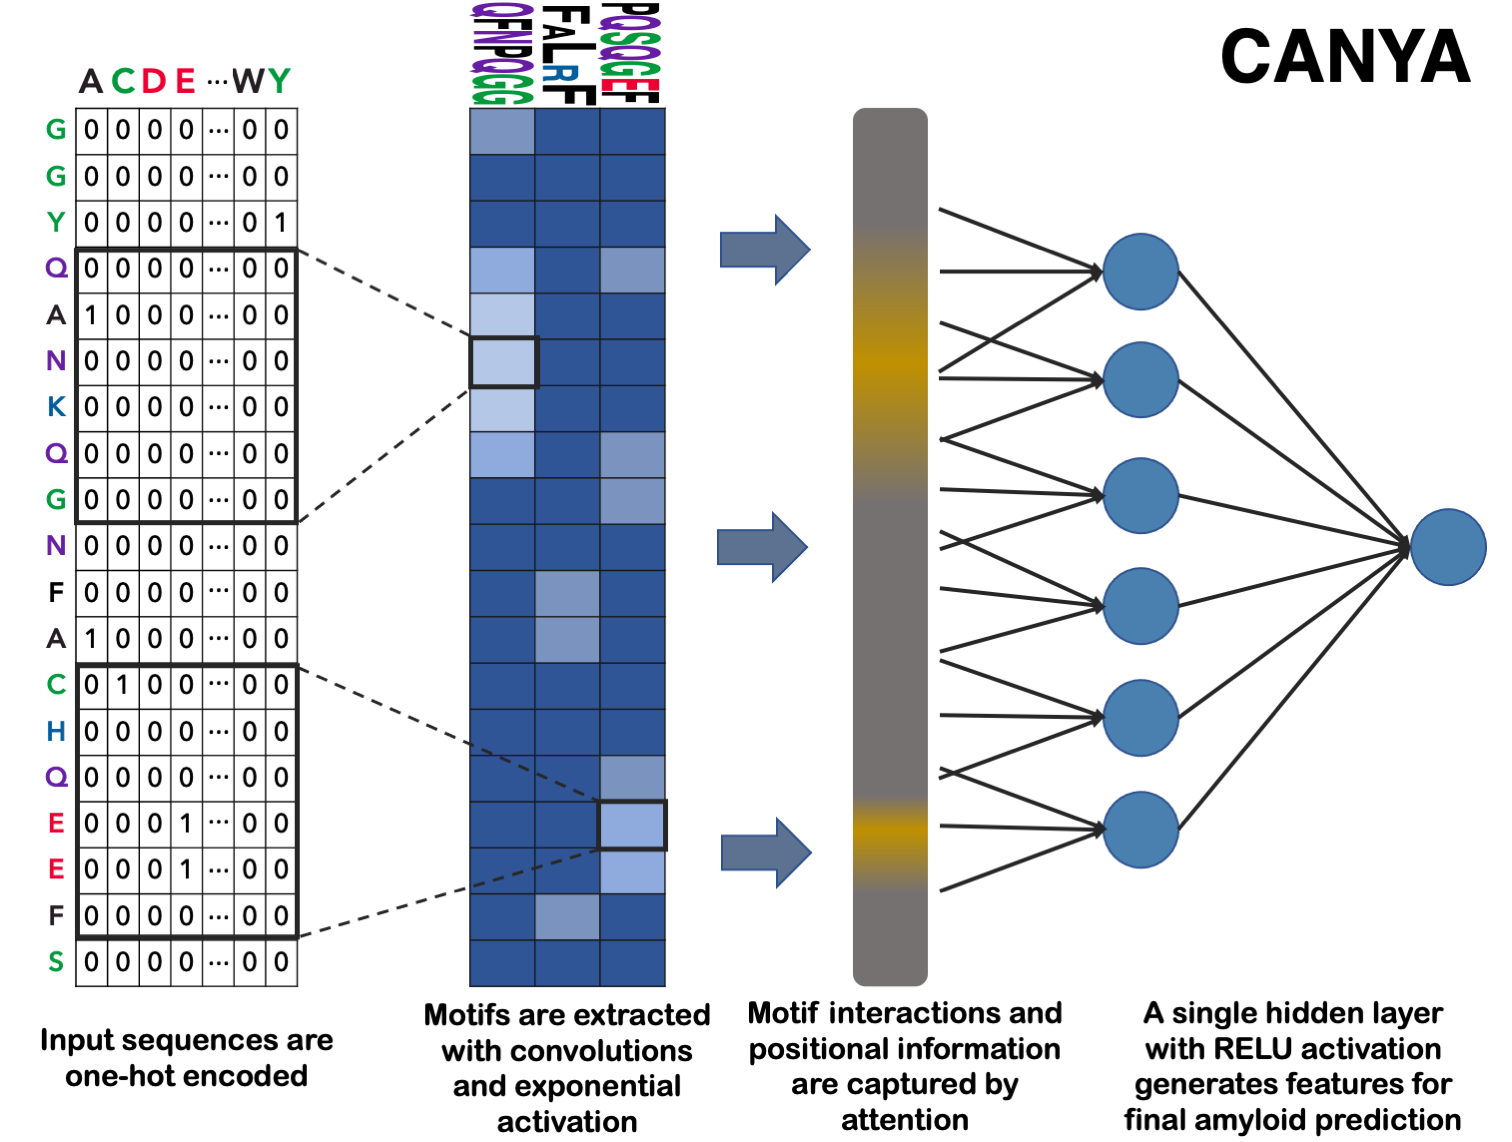 CANYA
QFNPQGG FALRF PQSQGEF
A C D E ... W Y
G 0 0 0 0 ... 0 0
G 0 0 0 0 ... 0 0
Y 0 0 0 0 ... 0 1
Q 0 0 0 0 ... 0 0
A 1 0 0 0 ... 0 0
N 0 0 0 0 ... 0 0
K 0 0 0 0 ... 0 0
Q 0 0 0 0 ... 0 0
G 0 0 0 0 ... 0 0
N 0 0 0 0 ... 0 0
F 0 0 0 0 ... 0 0
A 1 0 0 0 ... 0 0
C 0 1 0 0 ... 0 0
H 0 0 0 0 ... 0 0
Q 0 0 0 0 ... 0 0
E 0 0 0 1 ... 0 0
E 0 0 0 1 ... 0 0
F 0 0 0 0 ... 0 0
S 0 0 0 0 ... 0 0
Input sequences are
one-hot encoded
Motifs are extracted
with convolutions
and exponential
activation
Motif interactions and
positional information
are captured by
attention
A single hidden layer
with RELU activation
generates features for
final amyloid prediction